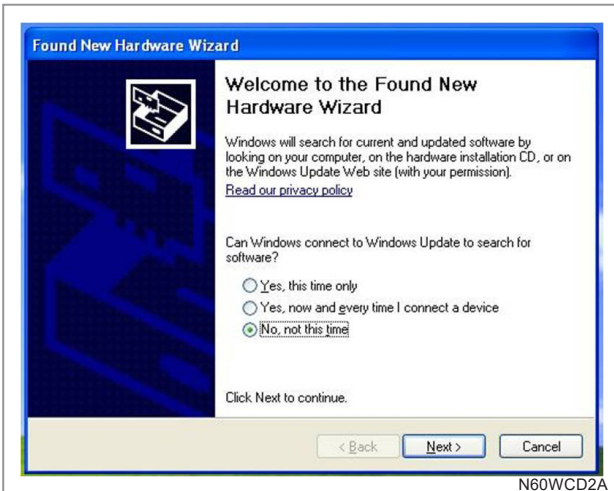 Found New Hardware Wizard
Welcome to the Found New
Hardware Wizard
Windows will search for current and updated software by
looking on your computer, on the hardware installation CD, or on
the Windows Update Web site (with your permission).
Read our privacy policy
Can Windows connect to Windows Update to search for
software?
Yes, this time only
Yes, now and every time I connect a device
No, not this time
Click Next to continue.
< Back Next > Cancel
N60WCD2A